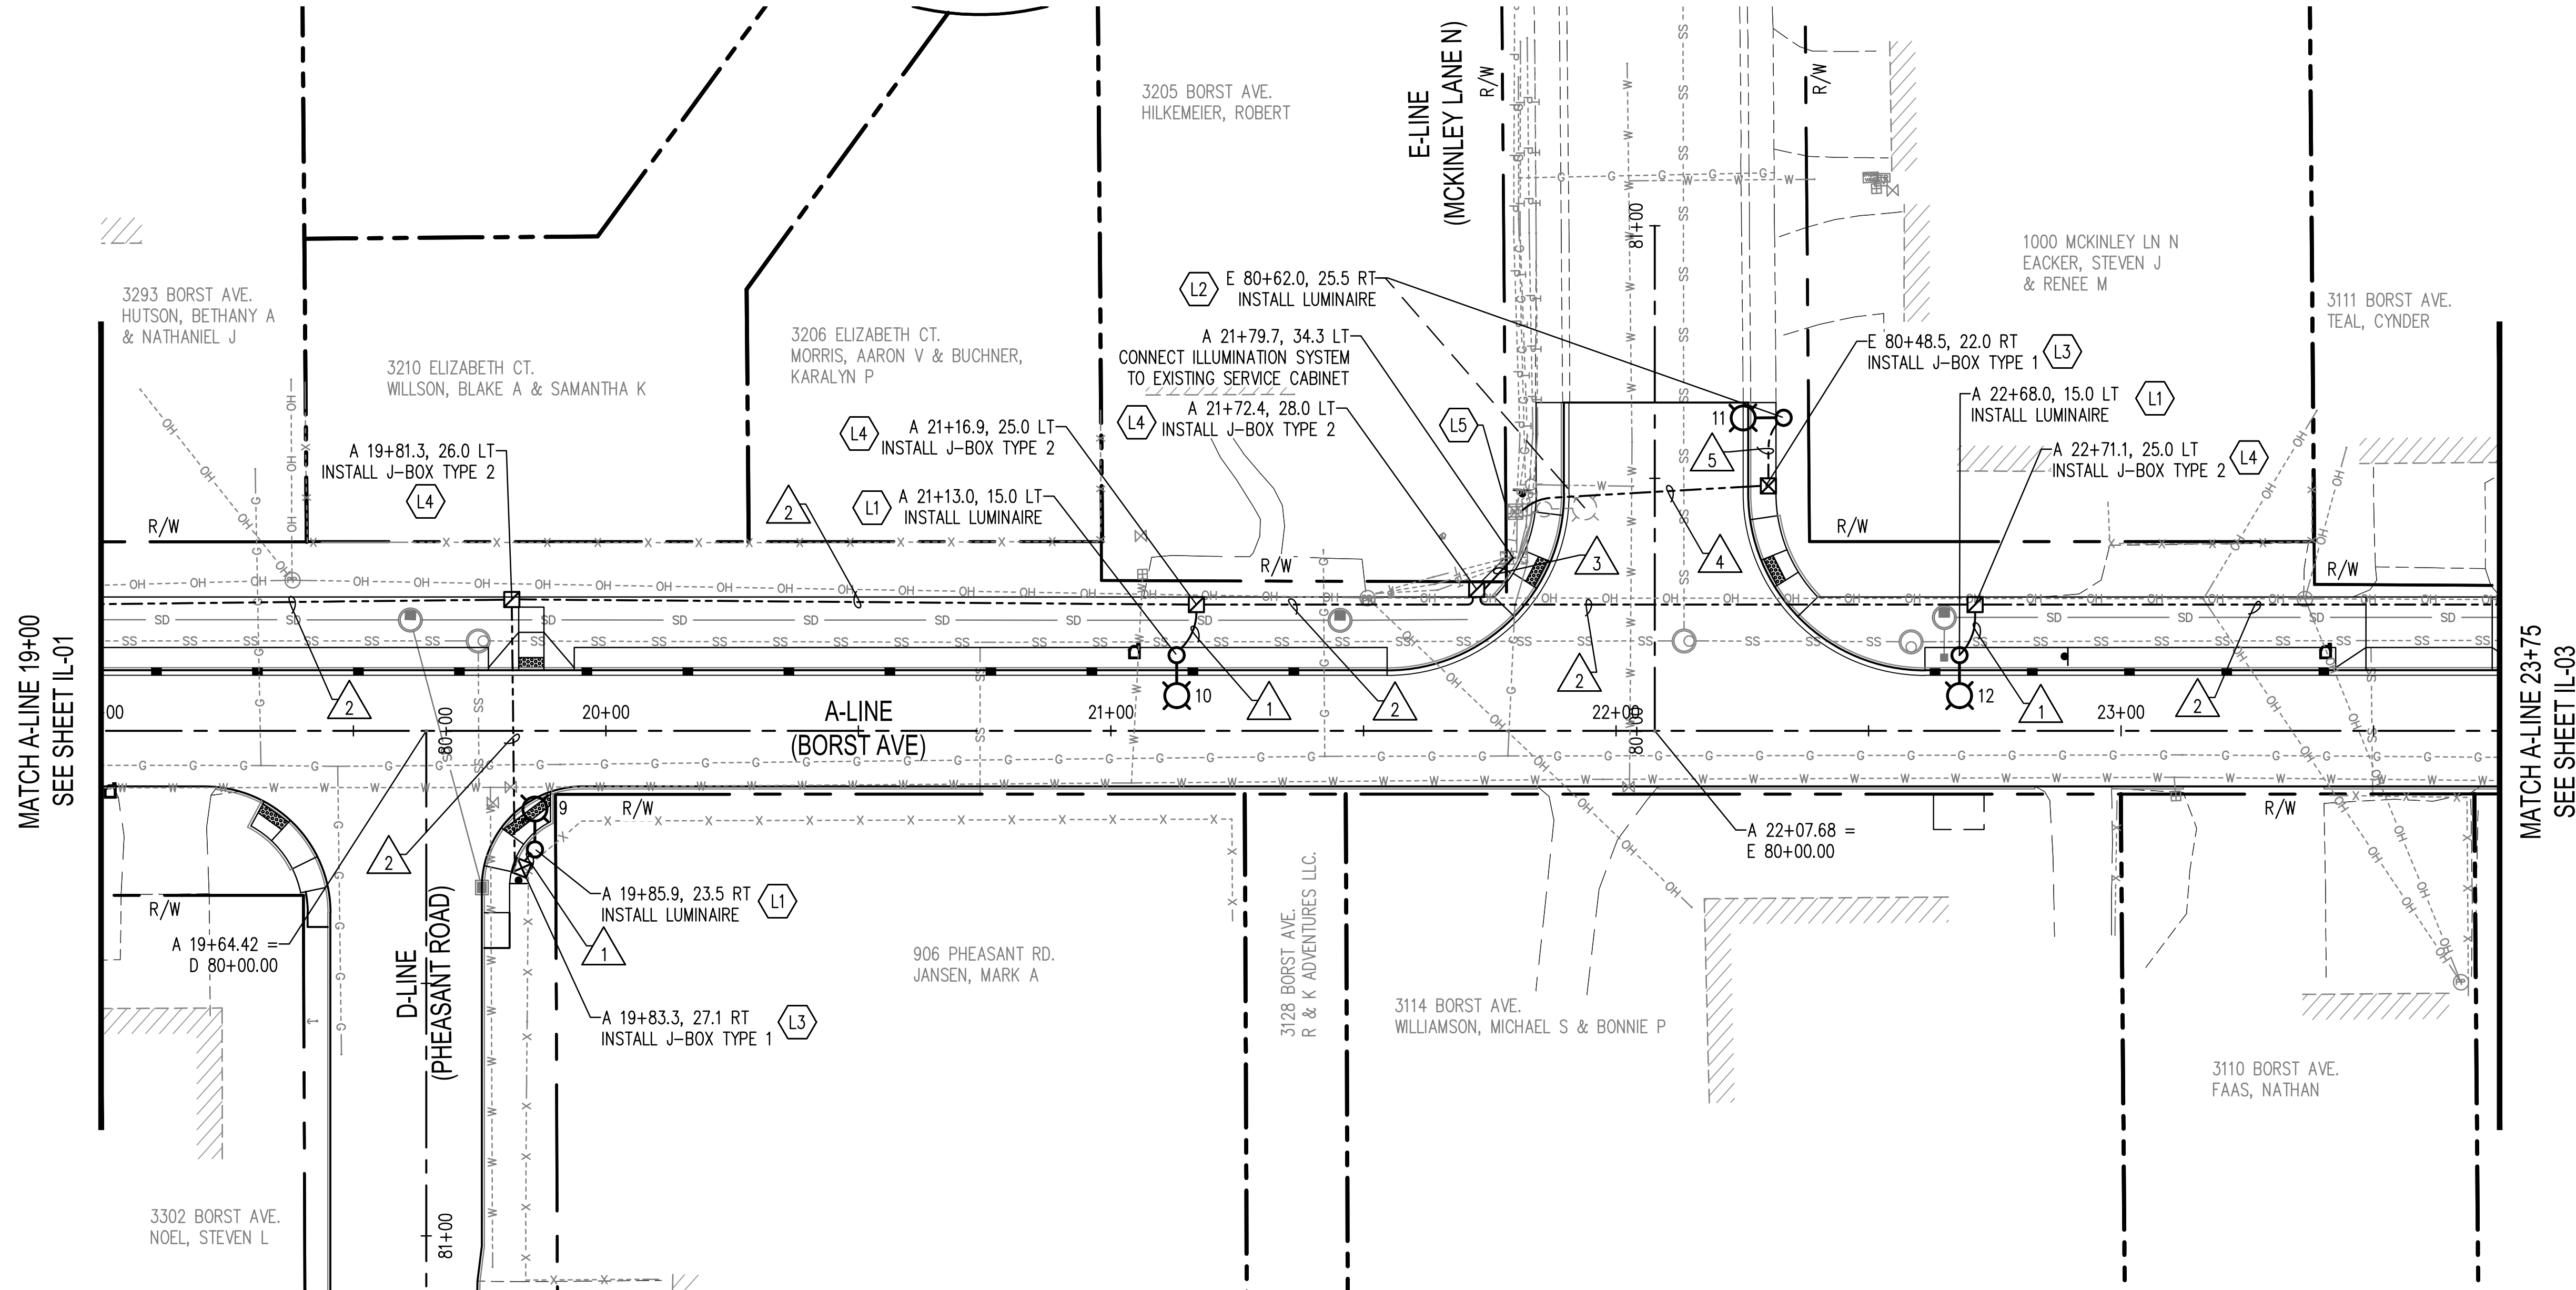 MATCH A-LINE 19+00
SEE SHEET IL-01
3293 BORST AVE.
HUTSON, BETHANY A
& NATHANIEL J
3210 ELIZABETH CT.
WILLSON, BLAKE A & SAMANTHA K
3206 ELIZABETH CT.
MORRIS, AARON V & BUCHNER,
KARALYN P
3205 BORST AVE.
HILKEMEIER, ROBERT
E-LINE
(MCKINLEY LANE N)
R/W
R/W
81+00
1000 MCKINLEY LN N
EACKER, STEVEN J
& RENEE M
3111 BORST AVE.
TEAL, CYNDER
L2
E 80+62.0, 25.5 RT
INSTALL LUMINAIRE
A 21+79.7, 34.3 LT
CONNECT ILLUMINATION SYSTEM
TO EXISTING SERVICE CABINET
L5
L4
A 21+72.4, 28.0 LT
INSTALL J-BOX TYPE 2
L4
A 21+16.9, 25.0 LT
INSTALL J-BOX TYPE 2
L1
A 21+13.0, 15.0 LT
INSTALL LUMINAIRE
A 19+81.3, 26.0 LT
INSTALL J-BOX TYPE 2
L4
E 80+48.5, 22.0 RT
INSTALL J-BOX TYPE 1
L3
A 22+68.0, 15.0 LT
INSTALL LUMINAIRE
L1
A 22+71.1, 25.0 LT
INSTALL J-BOX TYPE 2
L4
11
5
2
3
4
R/W
R/W
R/W
R/W
2
10
1
2
2
12
1
2
00
80+00
20+00
A-LINE
(BORST AVE)
21+00
22+00
80+00
23+00
MATCH A-LINE 23+75
SEE SHEET IL-03
9
R/W
R/W
R/W
2
A 19+85.9, 23.5 RT
INSTALL LUMINAIRE
L1
1
A 19+83.3, 27.1 RT
INSTALL J-BOX TYPE 1
L3
A 19+64.42 =
D 80+00.00
D-LINE
(PHEASANT ROAD)
81+00
A 22+07.68 =
E 80+00.00
906 PHEASANT RD.
JANSEN, MARK A
3128 BORST AVE.
R & K ADVENTURES LLC.
3114 BORST AVE.
WILLIAMSON, MICHAEL S & BONNIE P
3110 BORST AVE.
FAAS, NATHAN
3302 BORST AVE.
NOEL, STEVEN L